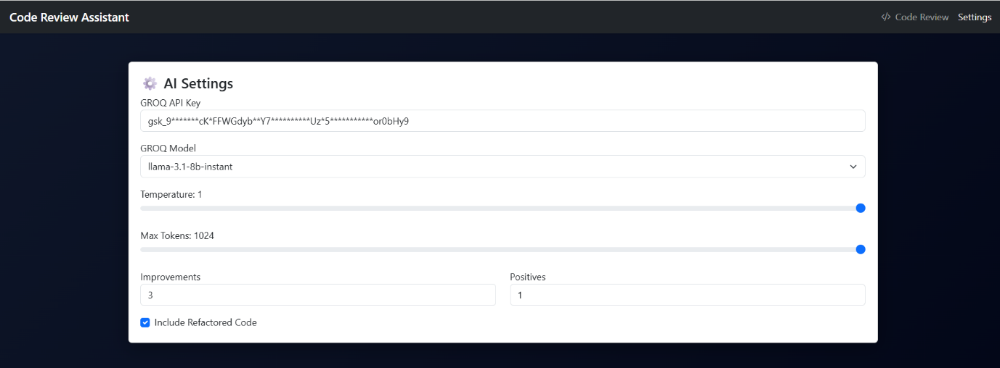 Code Review Assistant
</> Code Review Settings
AI Settings
GROQ API Key
gsk_9*******cK*FFWGdyb**Y7**********Uz*5***********or0bHy9
GROQ Model
llama-3.1-8b-instant
Temperature: 1
Max Tokens: 1024
Improvements
Positives
3
1
Include Refactored Code